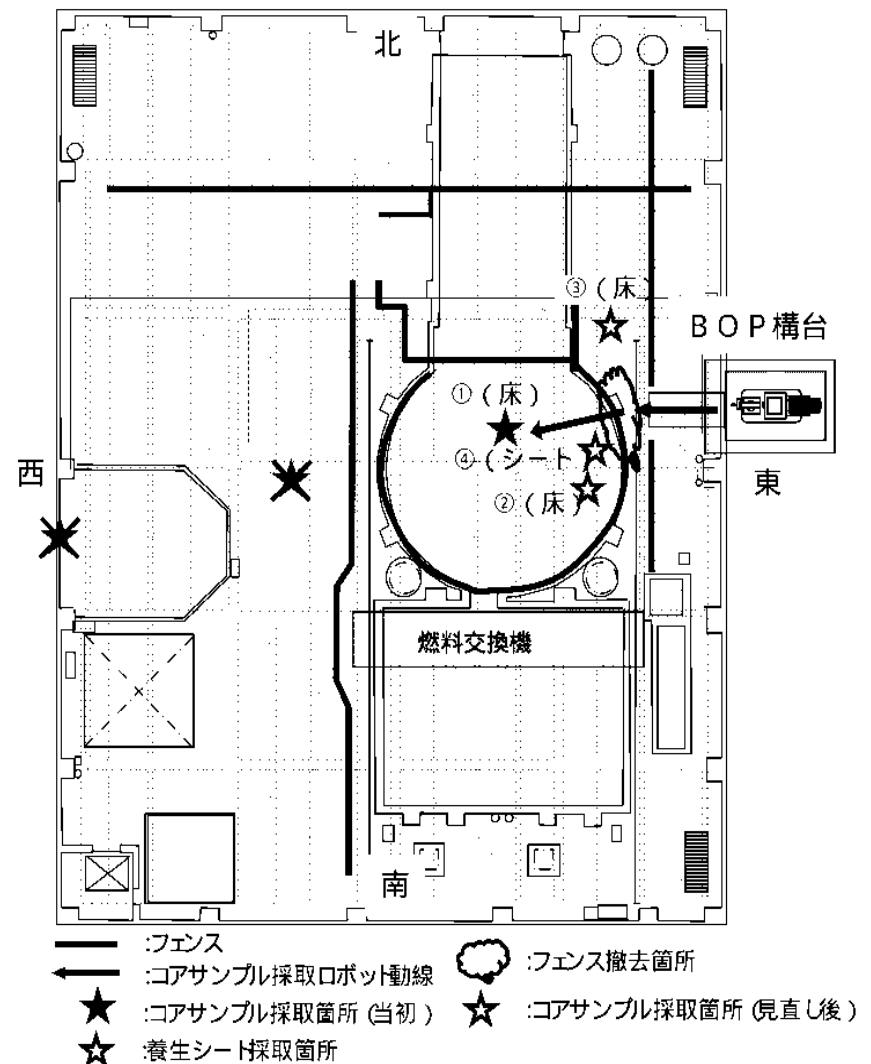 北
③（床）
ＢＯＰ構台
①（床）
④（シート
西
東
②（床）
燃料交換機
南
:フェンス
:コアサンプル採取ロボット動線
:フェンス撤去箇所
:コアサンプル採取箇所（当初）
:コアサンプル採取箇所（見直し後）
:養生シート採取箇所